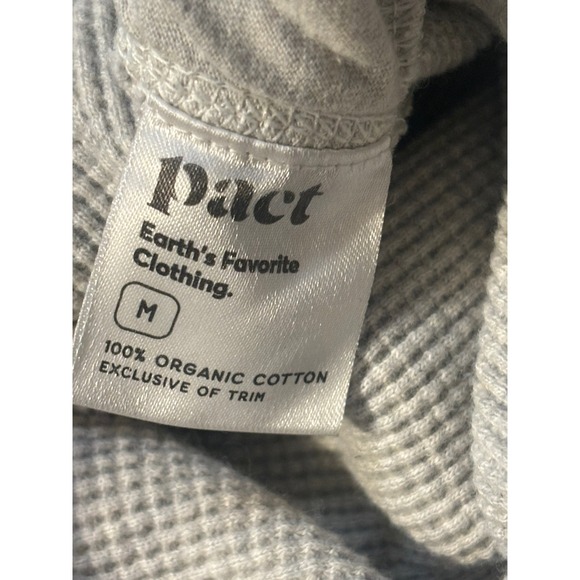 pact
Earth's Favorite
Clothing.
M
100% ORGANIC COTTON
EXCLUSIVE OF TRIM